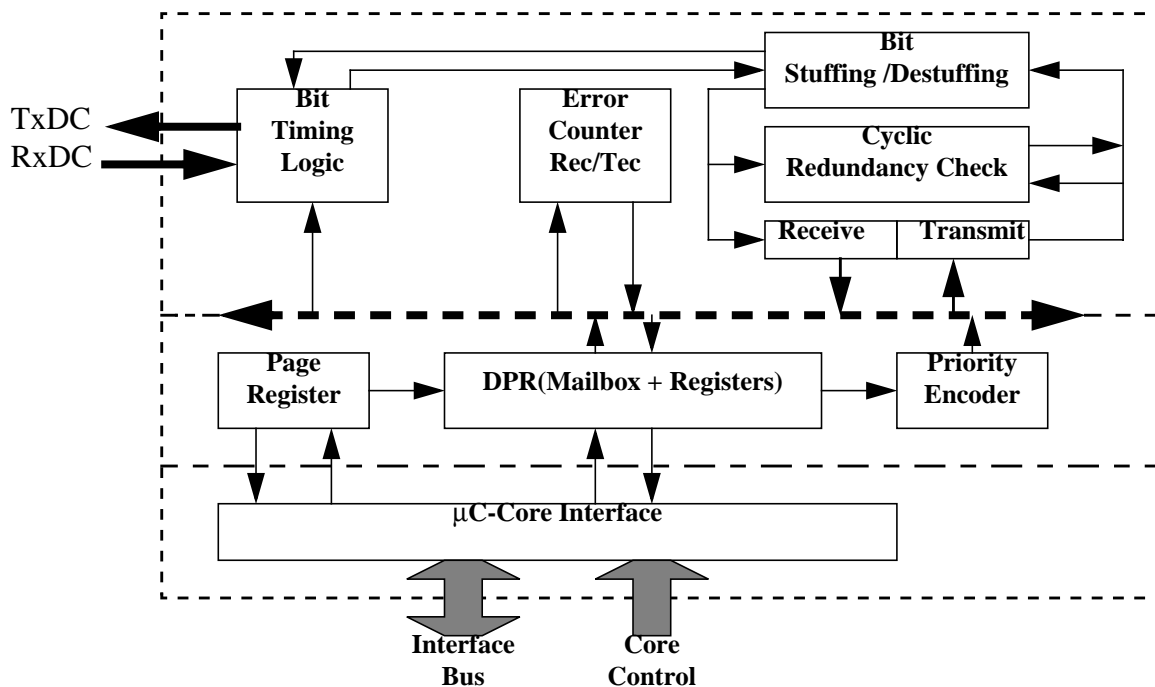 Bit
Stuffing /Destuffing
TxDC
RxDC
Bit
Timing
Logic
Error
Counter
Rec/Tec
Cyclic
Redundancy Check
Receive
Transmit
Page
Register
DPR(Mailbox + Registers)
Priority
Encoder
µC-Core Interface
Interface
Bus
Core
Control